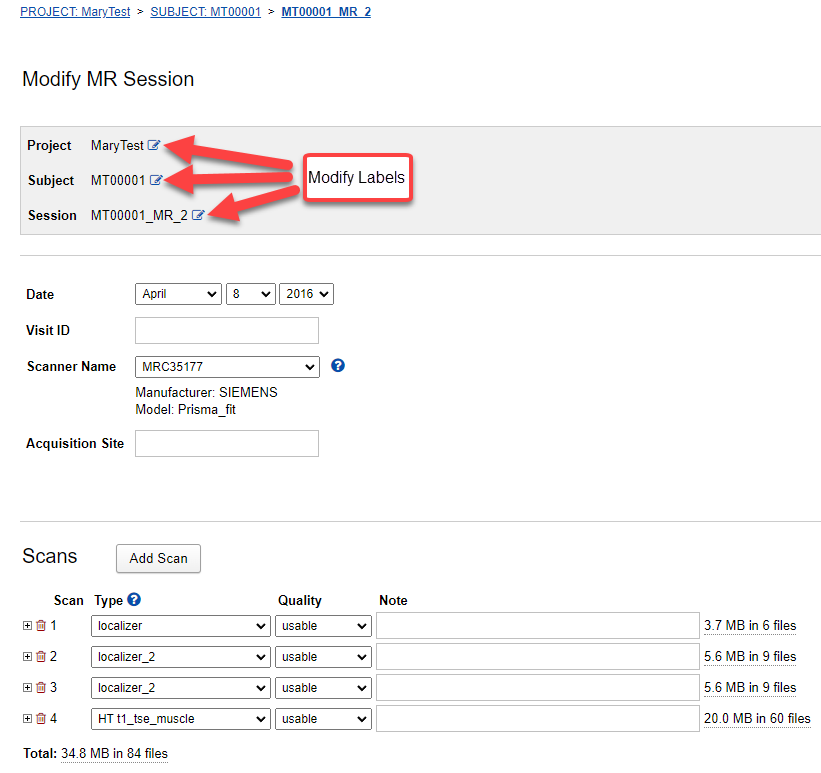 PROJECT: MaryTest > SUBJECT: MT00001 > MT00001_MR_2
Modify MR Session
Project MaryTest
Subject MT00001
Session MT00001_MR_2
Modify Labels
Date April 8 2016
Visit ID
Scanner Name MRC35177 ?
Manufacturer: SIEMENS
Model: Prisma_fit
Acquisition Site
Scans Add Scan
Scan Type ? Quality Note
1 localizer usable 3.7 MB in 6 files
2 localizer_2 usable 5.6 MB in 9 files
3 localizer_2 usable 5.6 MB in 9 files
4 HT t1_tse_muscle usable 20.0 MB in 60 files
Total: 34.8 MB in 84 files